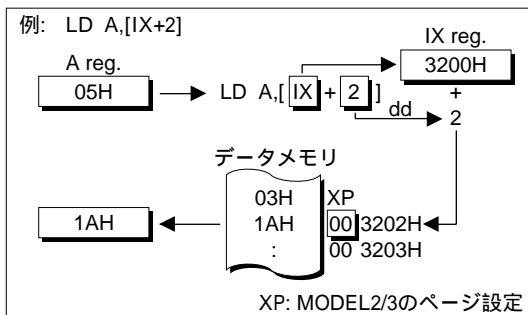 例: LD A,[IX+2]
IX reg.
A reg.
3200H
05H
LD A,[ IX + 2 ]
+
dd
2
データメモリ
03H
XP
1AH
1AH
00 3202H
:
00 3203H
XP: MODEL2/3のページ設定